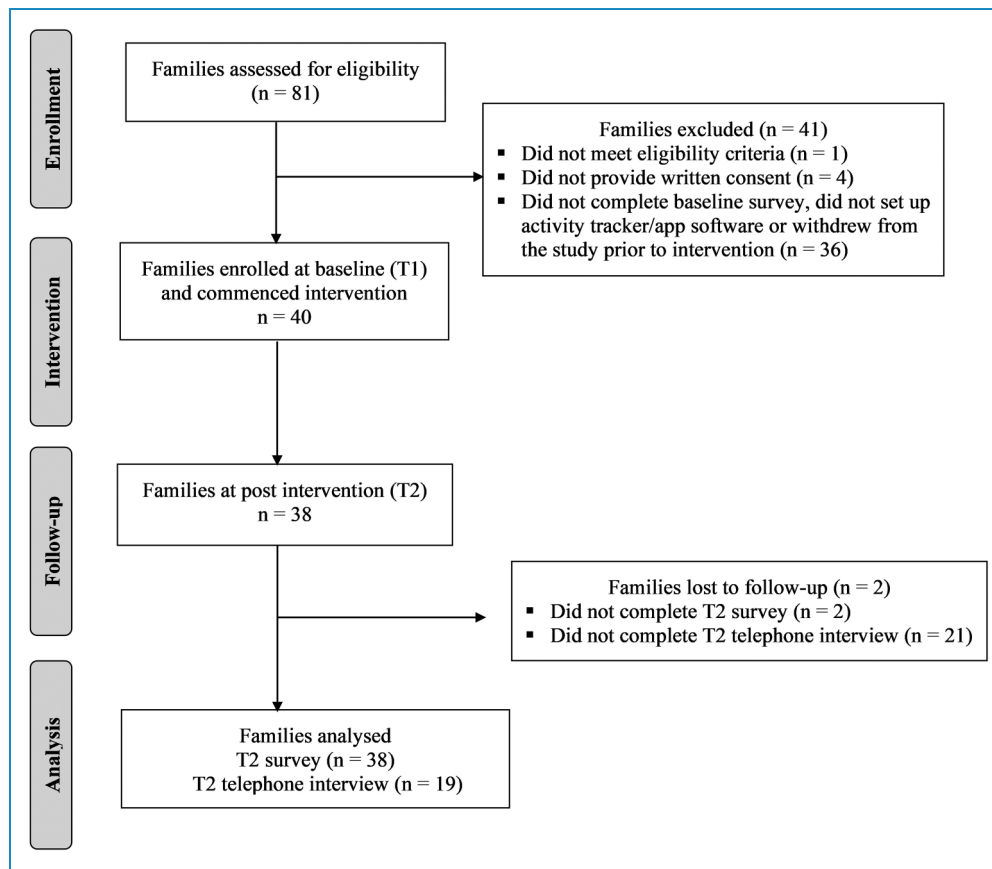 Enrollment
Families assessed for eligibility
(n = 81)
Families excluded (n = 41)
▪ Did not meet eligibility criteria (n = 1)
▪ Did not provide written consent (n = 4)
▪ Did not complete baseline survey, did not set up
activity tracker/app software or withdrew from
the study prior to intervention (n = 36)
Intervention
Families enrolled at baseline (T1)
and commenced intervention
n = 40
Follow-up
Families at post intervention (T2)
n = 38
Families lost to follow-up (n = 2)
▪ Did not complete T2 survey (n = 2)
▪ Did not complete T2 telephone interview (n = 21)
Analysis
Families analysed
T2 survey (n = 38)
T2 telephone interview (n = 19)